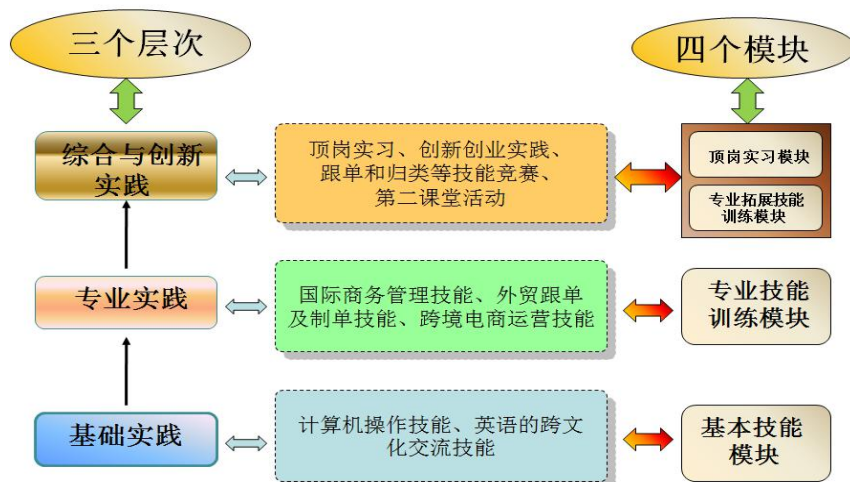 三个层次
四个模块
综合与创新
实践
顶岗实习、创新创业实践、
跟单和归类等技能竞赛、
第二课堂活动
顶岗实习模块
专业拓展技能
训练模块
专业实践
国际商务管理技能、外贸跟单
及制单技能、跨境电商运营技能
专业技能
训练模块
基础实践
计算机操作技能、英语的跨文
化交流技能
基本技能
模块